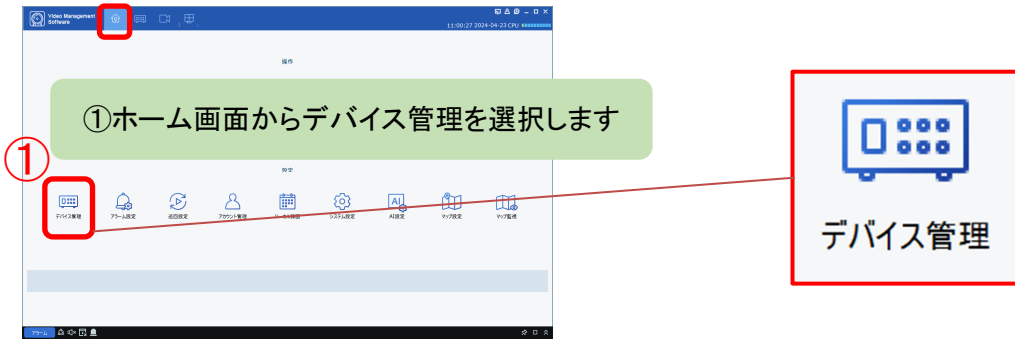 Video Management
Software
11:00:27 2024-04-23 CPU
操作
①ホーム画面からデバイス管理を選択します
①
設定
デバイス管理
アラーム設定
巡回設定
アカウント管理
システム設定
AI設定
マップ設定
マップ監視
デバイス管理
アラーム